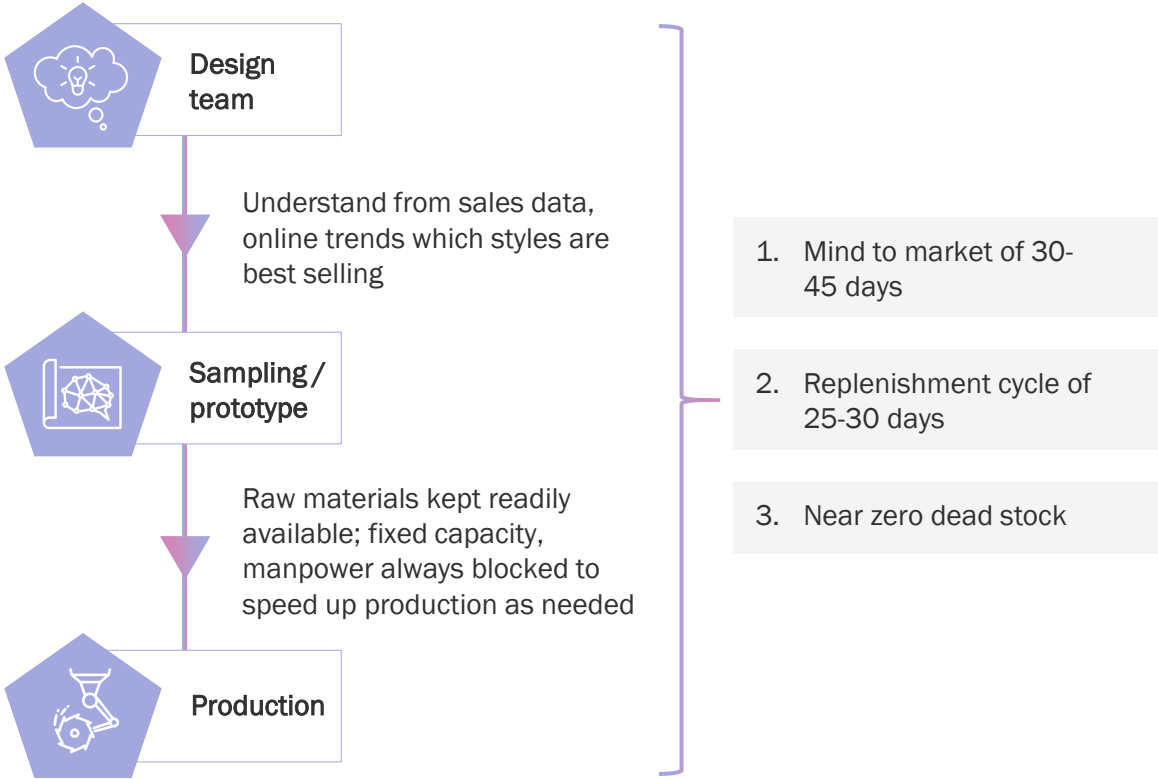 Design
team
Understand from sales data,
online trends which styles are
best selling
Sampling /
prototype
Raw materials kept readily
available; fixed capacity,
manpower always blocked to
speed up production as needed
Production
1. Mind to market of 30-
45 days
2. Replenishment cycle of
25-30 days
3. Near zero dead stock